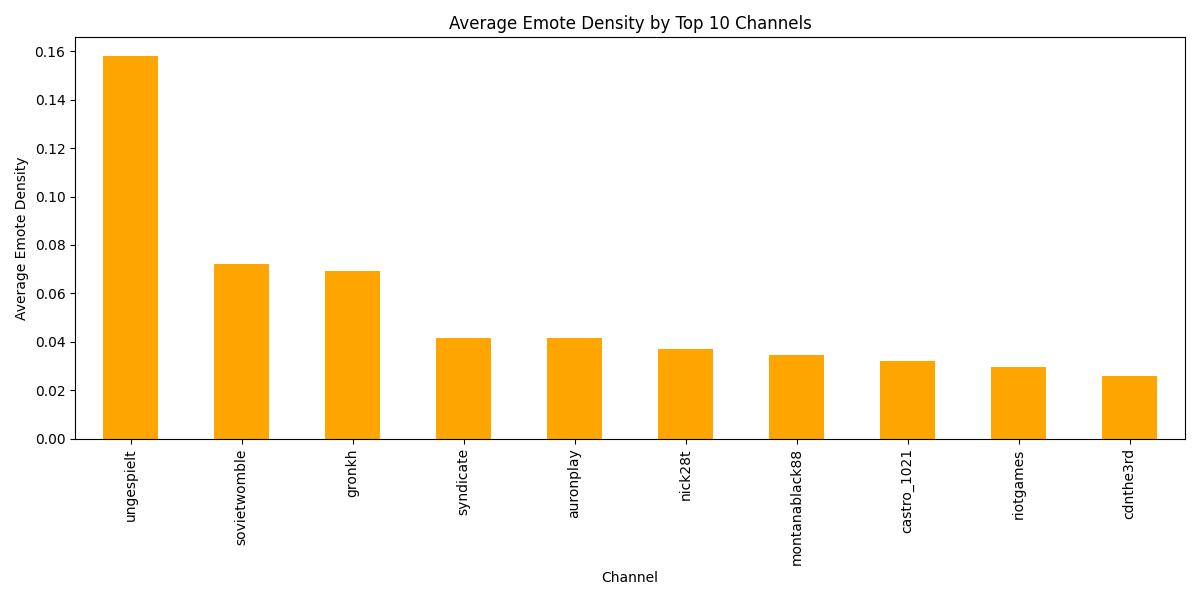 Average Emote Density by Top 10 Channels
Average Emote Density
0.16
0.14
0.12
0.10
0.08
0.06
0.04
0.02
0.00
ungespielt
sovietwomble
gronkh
syndicate
auronplay
nick28t
montanablack88
castro_1021
riotgames
cdnthe3rd
Channel